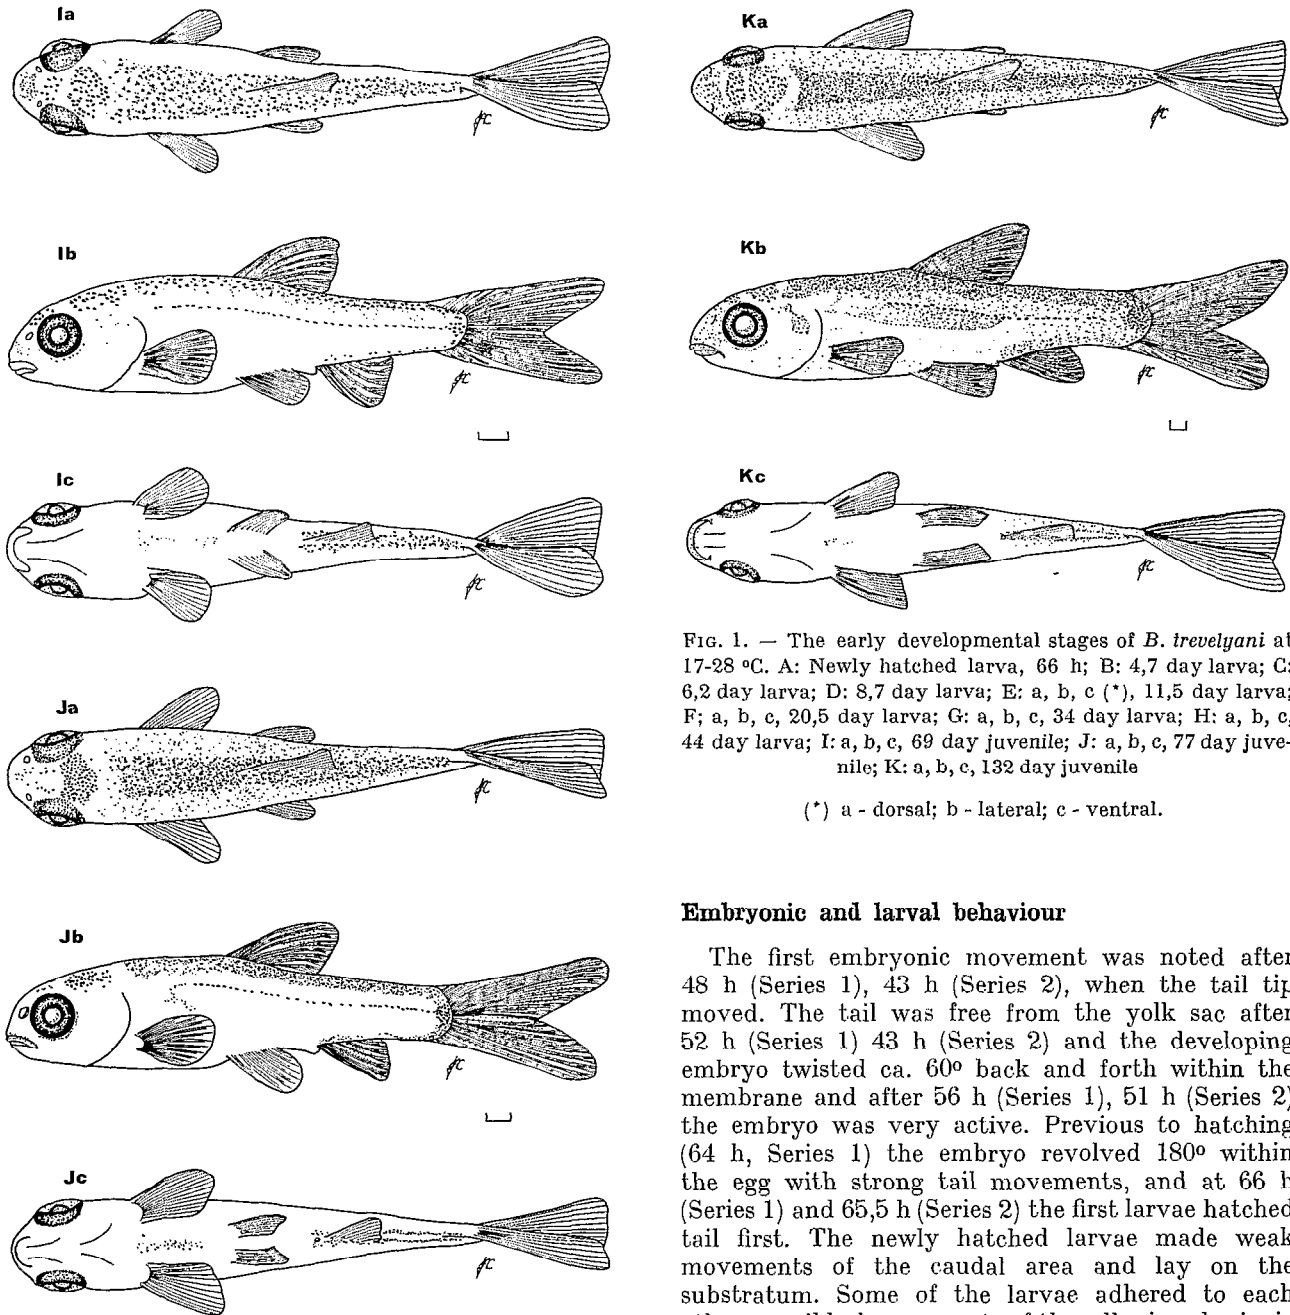 Ia
Ka
Ib
Kb
Ic
Kc
FIG. 1. — The early developmental stages of B. trevelyani at
17-28 ºC. A: Newly hatched larva, 66 h; B: 4,7 day larva; C:
6,2 day larva; D: 8,7 day larva; E: a, b, c (*), 11,5 day larva;
F; a, b, c, 20,5 day larva; G: a, b, c, 34 day larva; H: a, b, c,
44 day larva; I: a, b, c, 69 day juvenile; J: a, b, c, 77 day juve-
nile; K: a, b, c, 132 day juvenile
(*) a - dorsal; b - lateral; c - ventral.
Ja
Jb
Jc
Embryonic and larval behaviour
The first embryonic movement was noted after
48 h (Series 1), 43 h (Series 2), when the tail tip
moved. The tail was free from the yolk sac after
52 h (Series 1) 43 h (Series 2) and the developing
embryo twisted ca. 60º back and forth within the
membrane and after 56 h (Series 1), 51 h (Series 2)
the embryo was very active. Previous to hatching
(64 h, Series 1) the embryo revolved 180º within
the egg with strong tail movements, and at 66 h
(Series 1) and 65,5 h (Series 2) the first larvae hatched
tail first. The newly hatched larvae made weak
movements of the caudal area and lay on the
substratum. Some of the larvae adhered to each